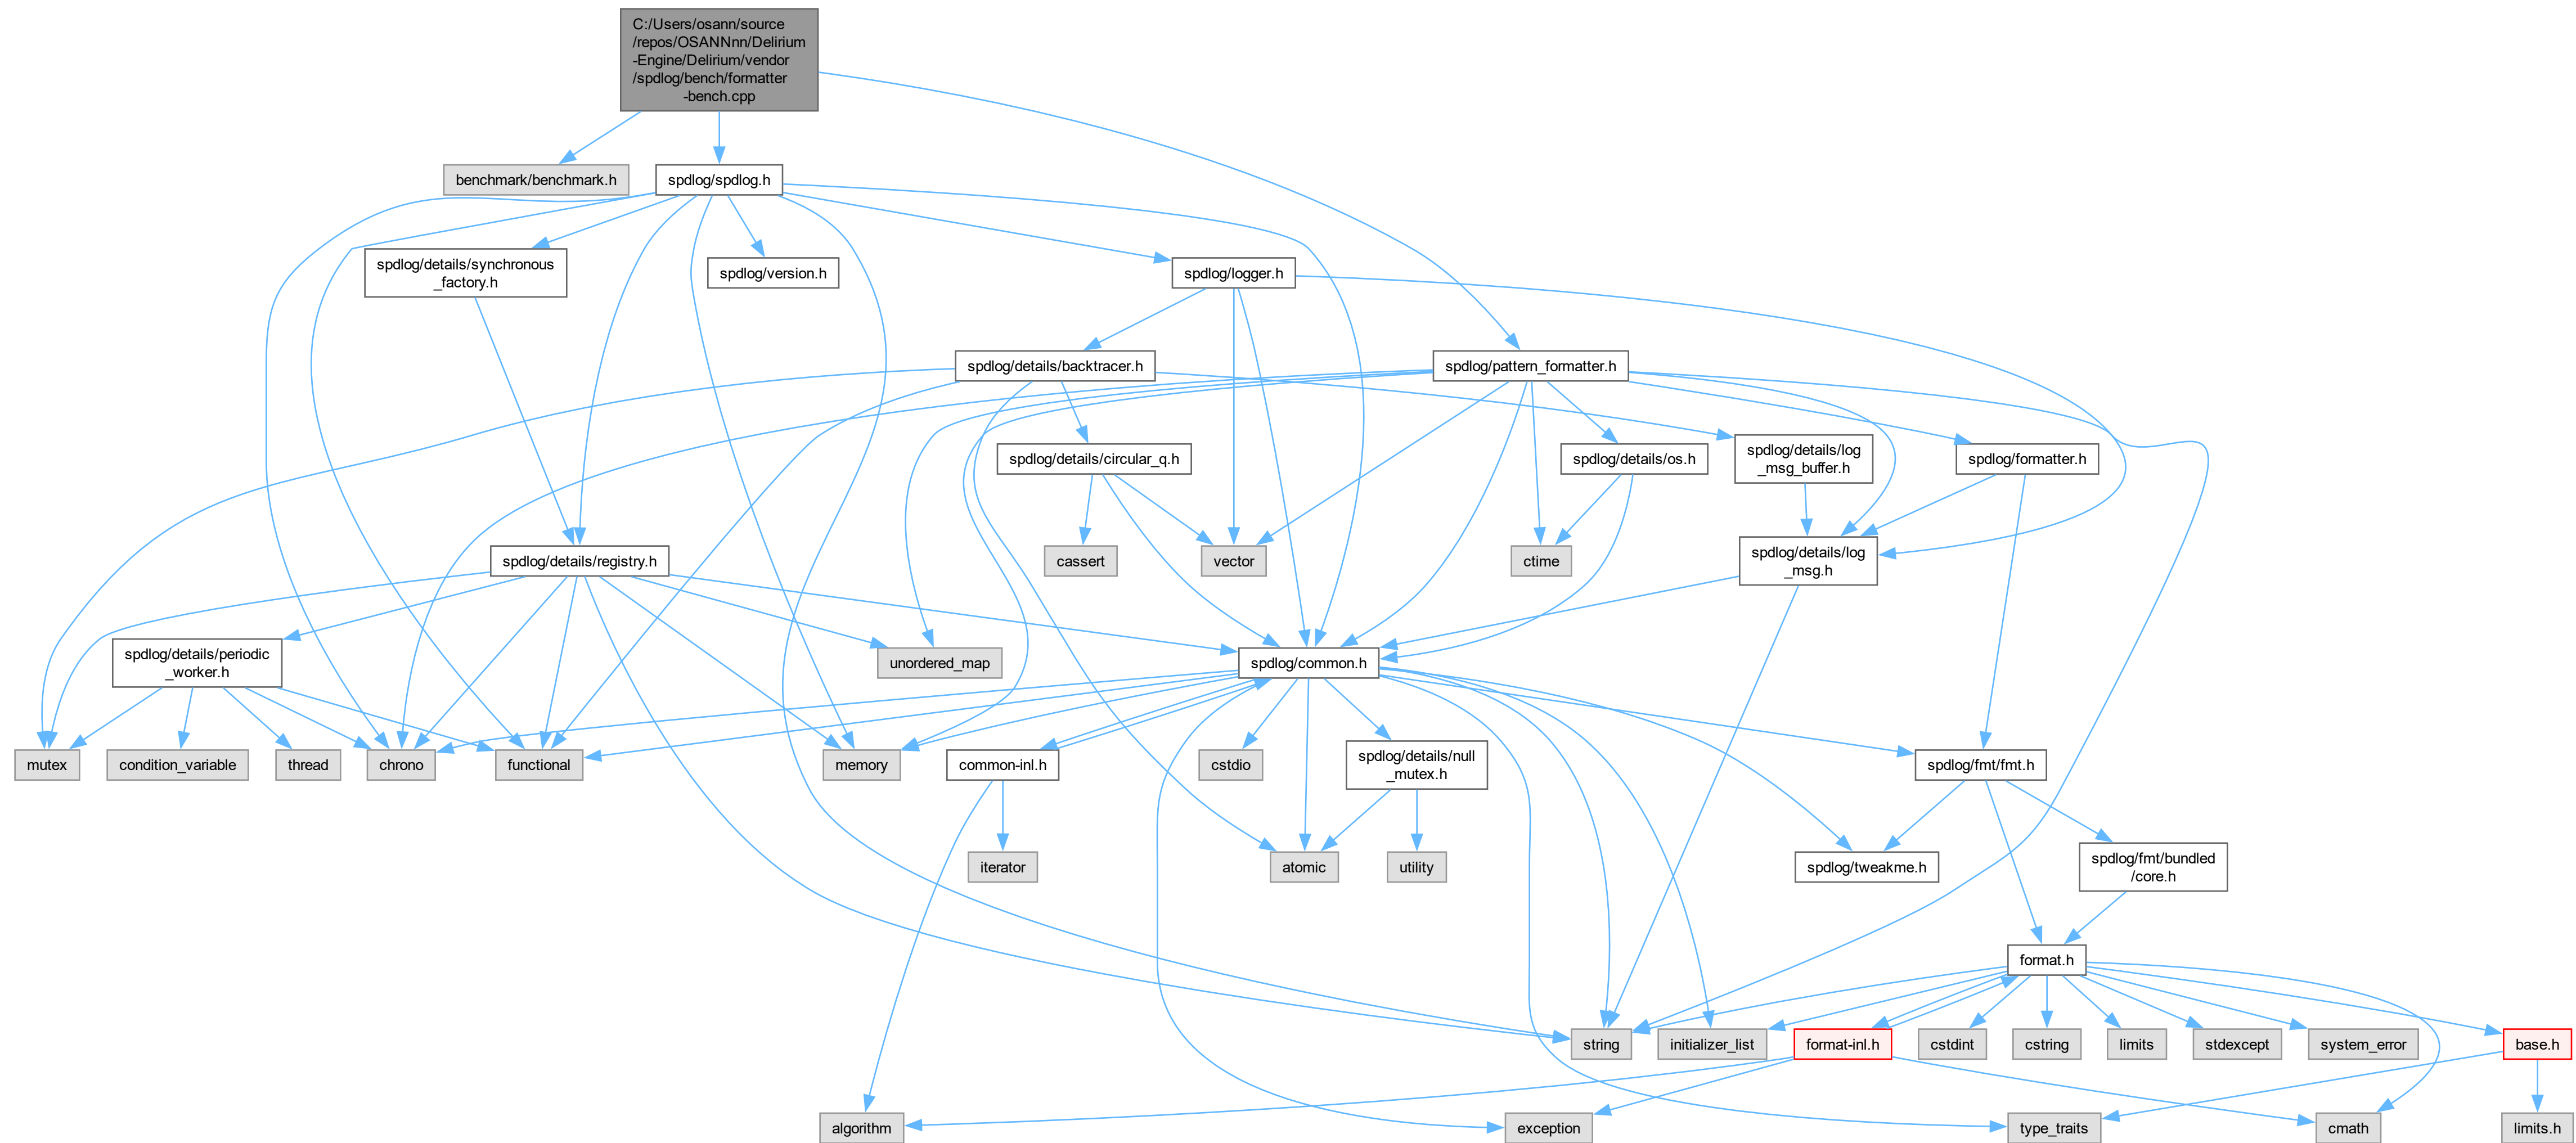 C:/Users/osann/source
/repos/OSANNnn/Delirium
-Engine/Delirium/vendor
/spdlog/bench/formatter
-bench.cpp
benchmark/benchmark.h
spdlog/spdlog.h
spdlog/details/synchronous
_factory.h
spdlog/version.h
spdlog/logger.h
spdlog/details/backtracer.h
spdlog/pattern_formatter.h
spdlog/details/circular_q.h
spdlog/details/os.h
spdlog/details/log
_msg_buffer.h
spdlog/formatter.h
spdlog/details/registry.h
cassert
vector
ctime
spdlog/details/log
_msg.h
spdlog/details/periodic
_worker.h
unordered_map
spdlog/common.h
mutex
condition_variable
thread
chrono
functional
memory
common-inl.h
cstdio
spdlog/details/null
_mutex.h
spdlog/fmt/fmt.h
iterator
atomic
utility
spdlog/tweakme.h
spdlog/fmt/bundled
/core.h
format.h
string
initializer_list
format-inl.h
cstdint
cstring
limits
stdexcept
system_error
base.h
algorithm
exception
type_traits
cmath
limits.h